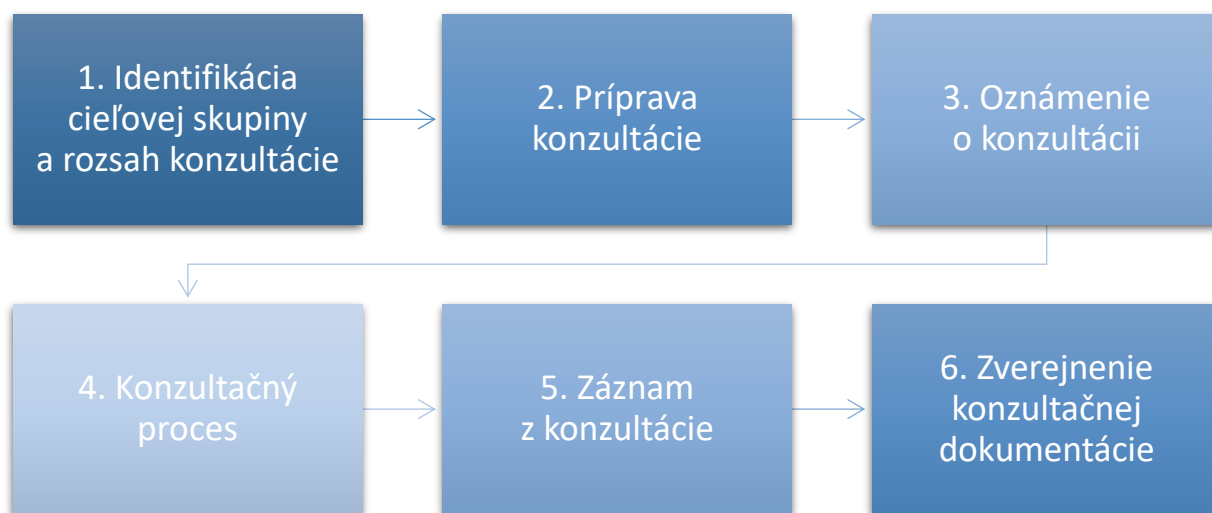 1. Identifikácia
cieľovej skupiny
a rozsah konzultácie
2. Príprava
konzultácie
3. Oznámenie
o konzultácii
4. Konzultačný
proces
5. Záznam
z konzultácie
6. Zverejnenie
konzultačnej
dokumentácie